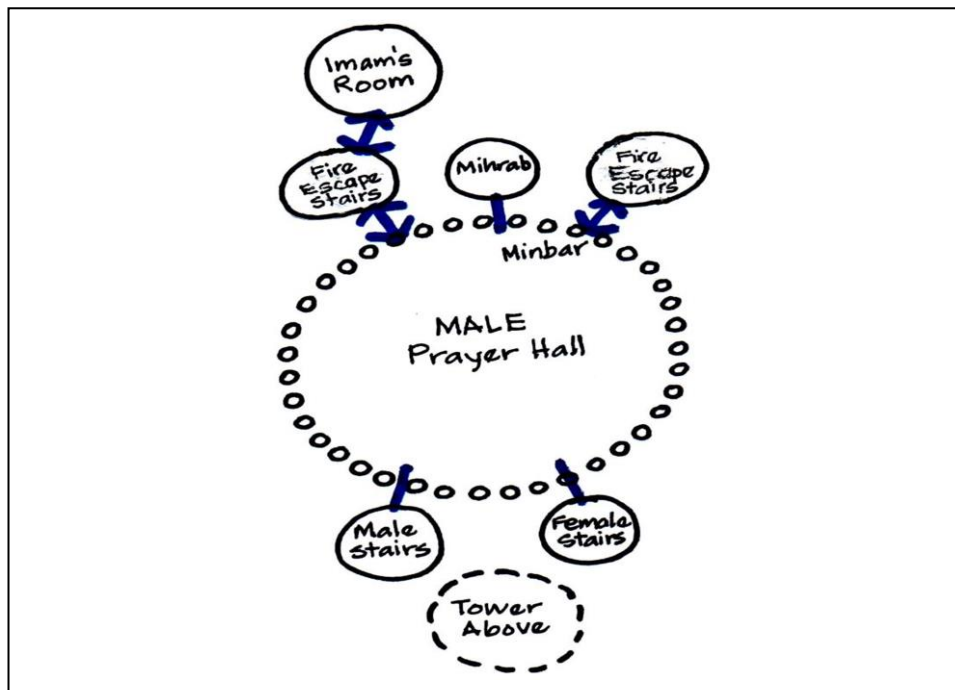 Imam's
Room
Fire
Escape
Stairs
Mihrab
Fire
Escape
Stairs
Minbar
MALE
Prayer Hall
Male
Stairs
Female
Stairs
Tower
Above